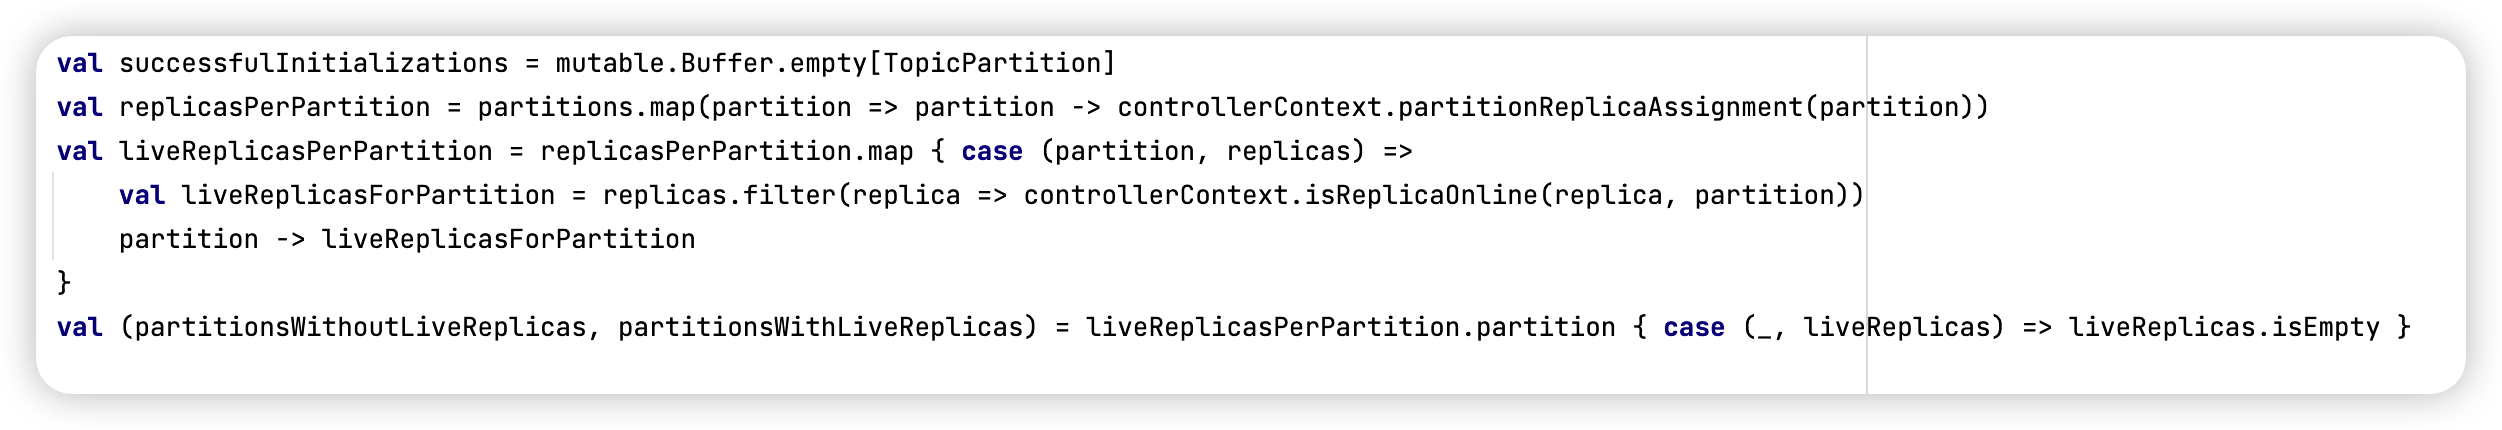 val successfulInitializations = mutable.Buffer.empty[TopicPartition]
val replicasPerPartition = partitions.map(partition => partition -> controllerContext.partitionReplicaAssignment(partition))
val liveReplicasPerPartition = replicasPerPartition.map { case (partition, replicas) =>
    val liveReplicasForPartition = replicas.filter(replica => controllerContext.isReplicaOnline(replica, partition))
    partition -> liveReplicasForPartition
}
val (partitionsWithoutLiveReplicas, partitionsWithLiveReplicas) = liveReplicasPerPartition.partition { case (_, liveReplicas) => liveReplicas.isEmpty }